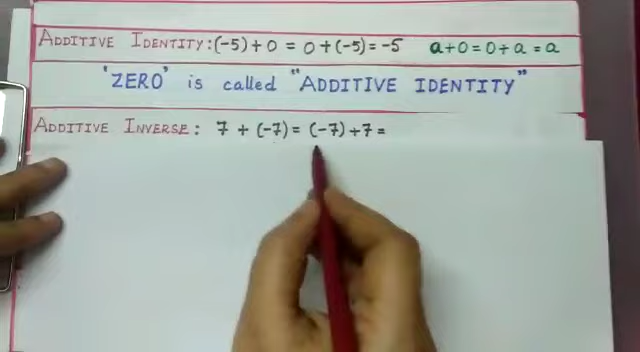 ADDITIVE IDENTITY: (-5)+0 = 0+(-5)= -5 a+0=0+a=a
'ZERO' is called "ADDITIVE IDENTITY"
ADDITIVE INVERSE: 7 + (-7) = (-7)+7 =